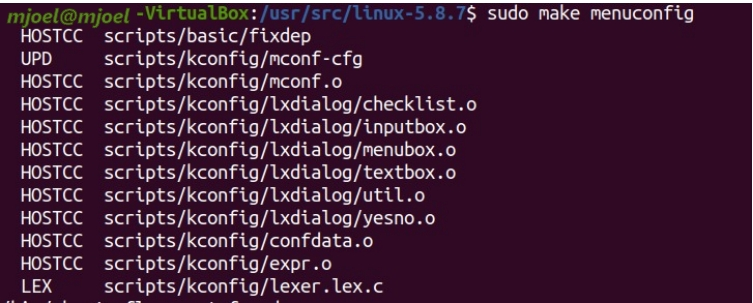 mjoel@mjoel-VirtualBox:/usr/src/linux-5.8.7$ sudo make menuconfig
HOSTCC scripts/basic/fixdep
UPD scripts/kconfig/mconf-cfg
HOSTCC scripts/kconfig/mconf.o
HOSTCC scripts/kconfig/lxdialog/checklist.o
HOSTCC scripts/kconfig/lxdialog/inputbox.o
HOSTCC scripts/kconfig/lxdialog/menubox.o
HOSTCC scripts/kconfig/lxdialog/textbox.o
HOSTCC scripts/kconfig/lxdialog/util.o
HOSTCC scripts/kconfig/lxdialog/yesno.o
HOSTCC scripts/kconfig/confdata.o
HOSTCC scripts/kconfig/expr.o
LEX scripts/kconfig/lexer.lex.c